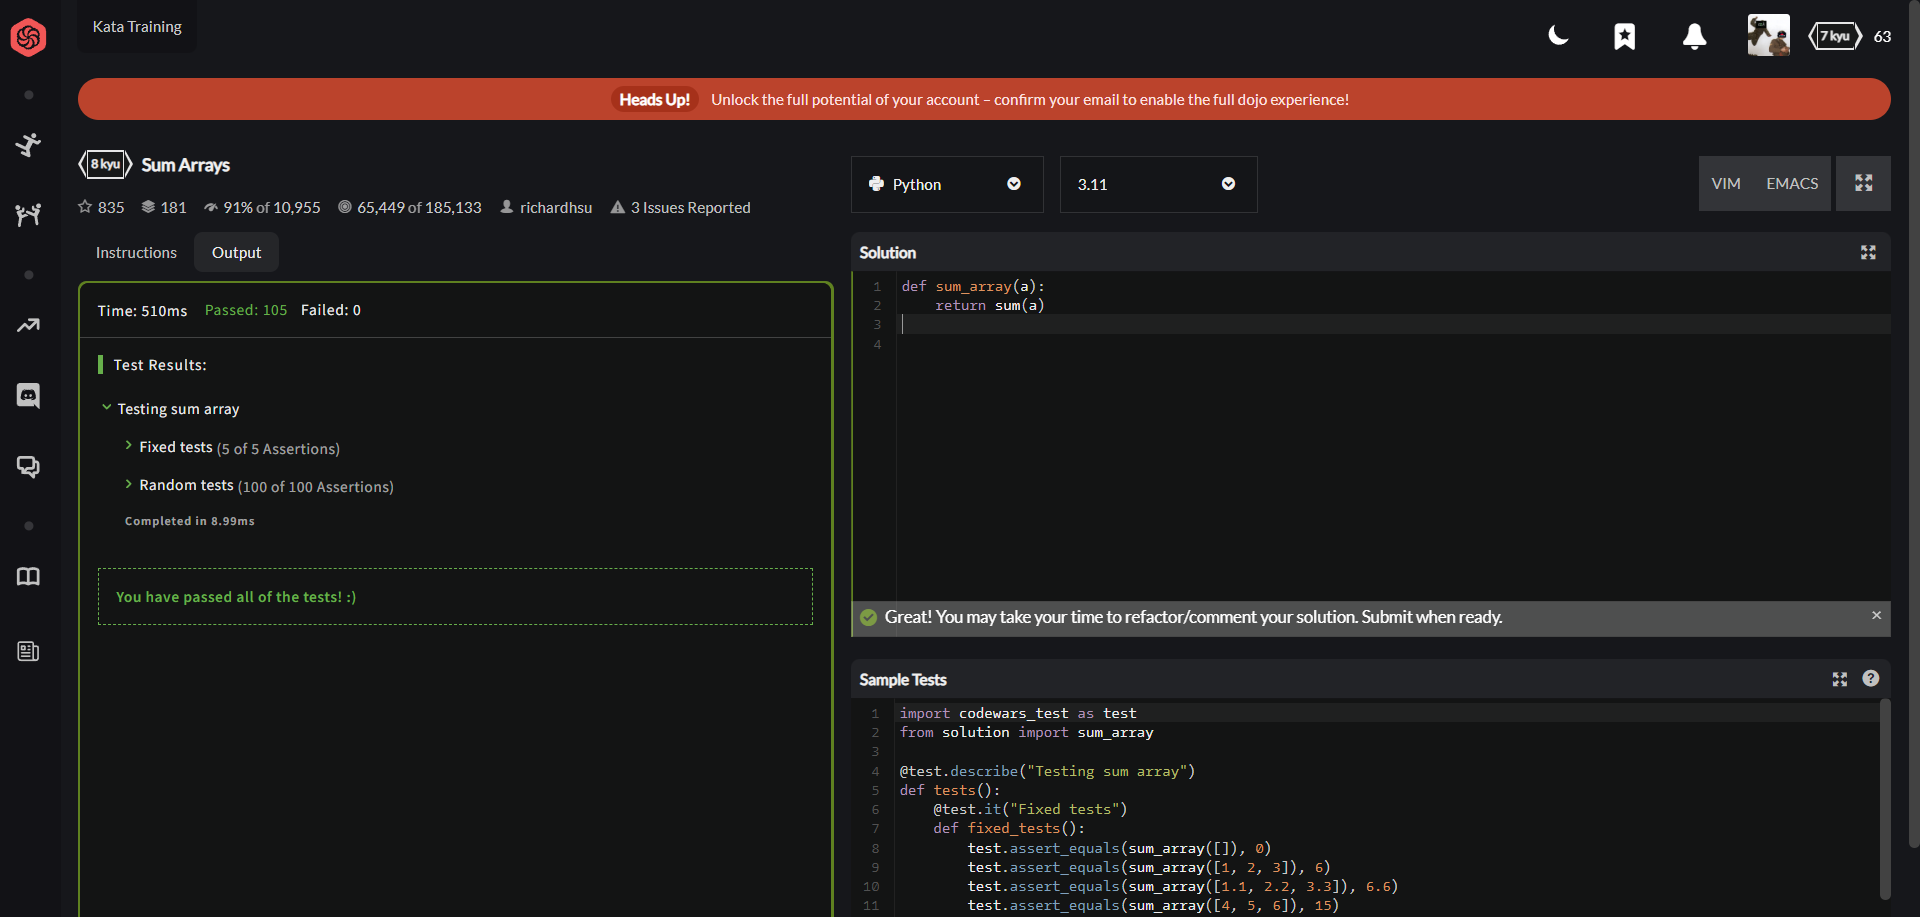 Kata Training
7 kyu 63
Heads Up! Unlock the full potential of your account – confirm your email to enable the full dojo experience!
8 kyu Sum Arrays
835 181 91% of 10,955 65,449 of 185,133 richardhsu 3 Issues Reported
Instructions Output
Time: 510ms Passed: 105 Failed: 0
Test Results:
Testing sum array
Fixed tests (5 of 5 Assertions)
Random tests (100 of 100 Assertions)
Completed in 8.99ms
You have passed all of the tests! :)
Python 3.11 VIM EMACS
Solution
1 def sum_array(a):
2     return sum(a)
3
4
Great! You may take your time to refactor/comment your solution. Submit when ready. ×
Sample Tests ?
1 import codewars_test as test
2 from solution import sum_array
3
4 @test.describe("Testing sum array")
5 def tests():
6     @test.it("Fixed tests")
7     def fixed_tests():
8         test.assert_equals(sum_array([]), 0)
9         test.assert_equals(sum_array([1, 2, 3]), 6)
10         test.assert_equals(sum_array([1.1, 2.2, 3.3]), 6.6)
11         test.assert_equals(sum_array([4, 5, 6]), 15)